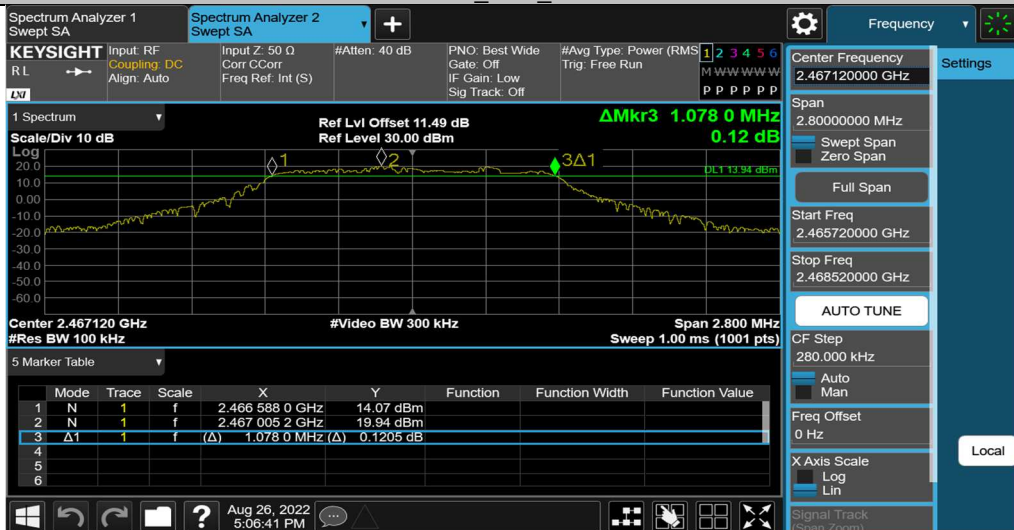 Spectrum Analyzer 1
Swept SA
Spectrum Analyzer 2
Swept SA
Frequency
KEYSIGHT
RL
LXI
Input: RF
Coupling: DC
Align: Auto
Input Z: 50 Ω
Corr CCorr
Freq Ref: Int (S)
#Atten: 40 dB
PNO: Best Wide
Gate: Off
IF Gain: Low
Sig Track: Off
#Avg Type: Power (RMS
Trig: Free Run
1 2 3 4 5 6
M W W W W W
P P P P P P
1 Spectrum
Scale/Div 10 dB
Ref Lvl Offset 11.49 dB
Ref Level 30.00 dBm
ΔMkr3 1.078 0 MHz
0.12 dB
Log
20.0
10.0
0.00
-10.0
-20.0
-30.0
-40.0
-50.0
-60.0
1
2
3Δ1
DL1 13.94 dBm
Center 2.467120 GHz
#Res BW 100 kHz
#Video BW 300 kHz
Span 2.800 MHz
Sweep 1.00 ms (1001 pts)
5 Marker Table
Mode Trace Scale X Y Function Function Width Function Value
1 N 1 f 2.466 588 0 GHz 14.07 dBm
2 N 1 f 2.467 005 2 GHz 19.94 dBm
3 Δ1 1 f (Δ) 1.078 0 MHz (Δ) 0.1205 dB
4
5
6
Aug 26, 2022
5:06:41 PM
Center Frequency
2.467120000 GHz
Span
2.80000000 MHz
Swept Span
Zero Span
Full Span
Start Freq
2.465720000 GHz
Stop Freq
2.468520000 GHz
AUTO TUNE
CF Step
280.000 kHz
Auto
Man
Freq Offset
0 Hz
X Axis Scale
Log
Lin
Signal Track
(Span Zoom)
Settings
Local